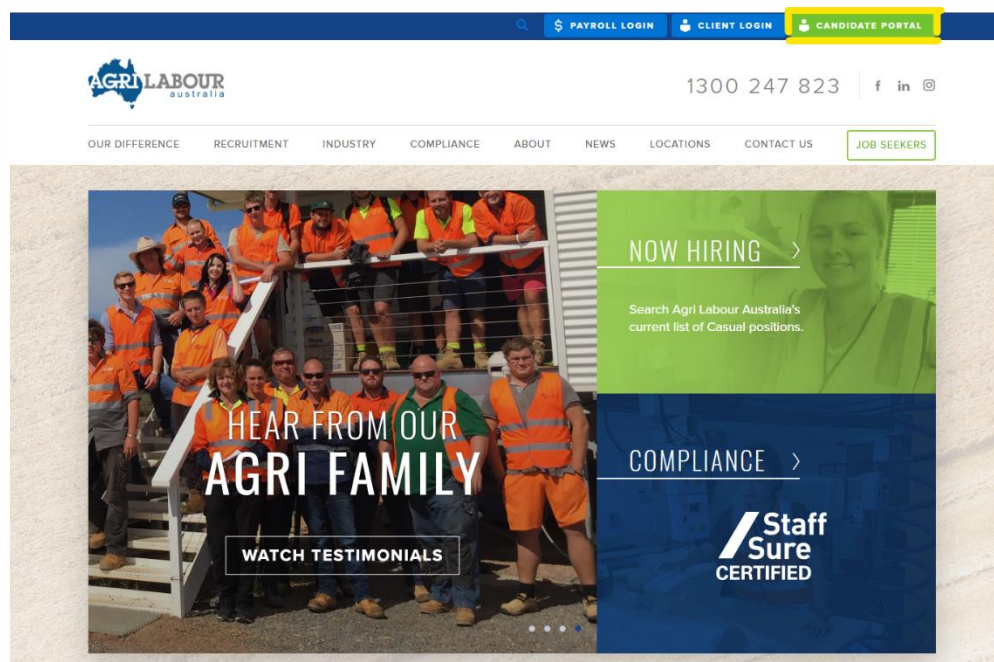 $ PAYROLL LOGIN
CLIENT LOGIN
CANDIDATE PORTAL
AGRI LABOUR
australia
1300 247 823
f in
OUR DIFFERENCE
RECRUITMENT
INDUSTRY
COMPLIANCE
ABOUT
NEWS
LOCATIONS
CONTACT US
JOB SEEKERS
HEAR FROM OUR
AGRI FAMILY
WATCH TESTIMONIALS
NOW HIRING >
Search Agri Labour Australia's
current list of Casual positions.
COMPLIANCE >
Staff
Sure
CERTIFIED